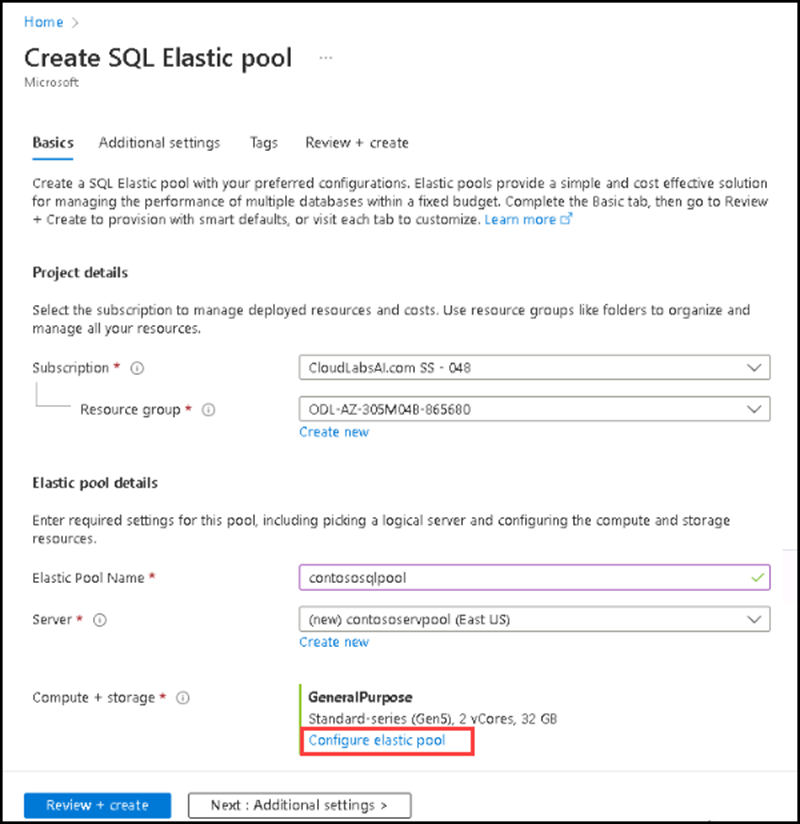 Home >
Create SQL Elastic pool ...
Microsoft
Basics Additional settings Tags Review + create
Create a SQL Elastic pool with your preferred configurations. Elastic pools provide a simple and cost effective solution
for managing the performance of multiple databases within a fixed budget. Complete the Basic tab, then go to Review
+ Create to provision with smart defaults, or visit each tab to customize. Learn more
Project details
Select the subscription to manage deployed resources and costs. Use resource groups like folders to organize and
manage all your resources.
Subscription * CloudLabsAI.com SS - 048
Resource group * ODL-AZ-305M04B-865680
Create new
Elastic pool details
Enter required settings for this pool, including picking a logical server and configuring the compute and storage
resources.
Elastic Pool Name * contososqlpool
Server * (new) contososervpool (East US)
Create new
Compute + storage * GeneralPurpose
Standard-series (Gen5), 2 vCores, 32 GB
Configure elastic pool
Review + create Next : Additional settings >